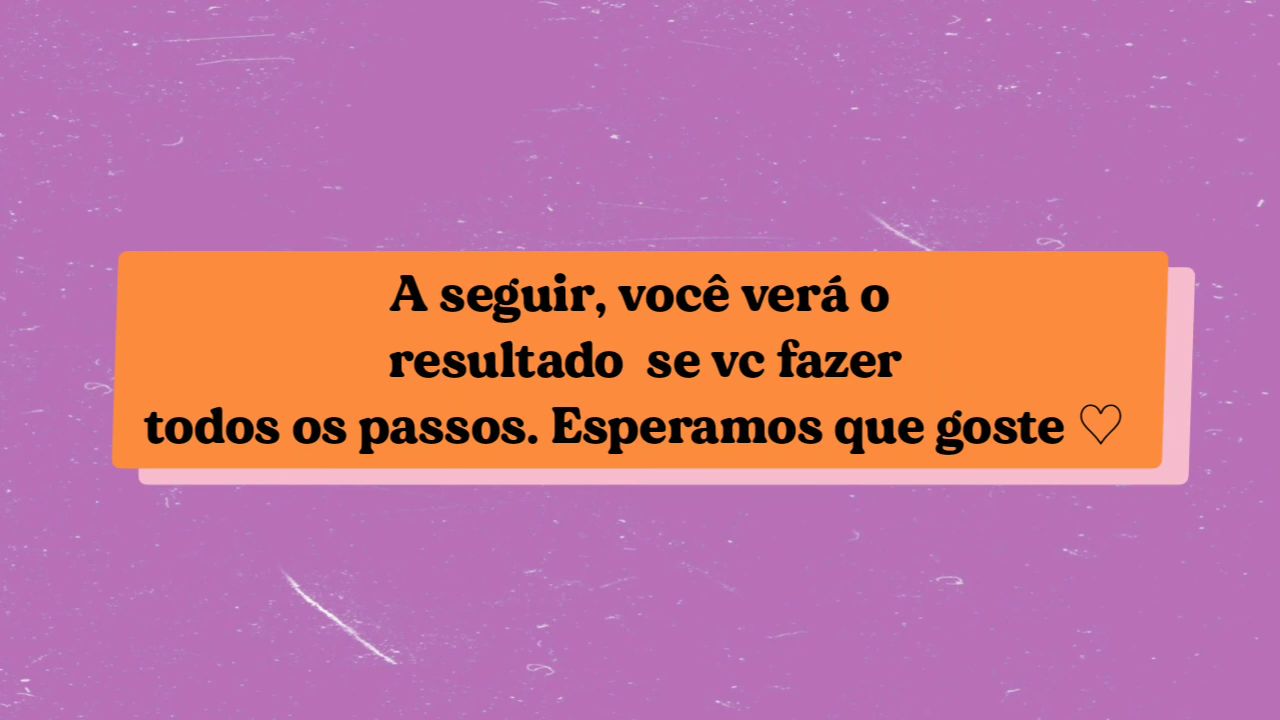 A seguir, você verá o
resultado  se vc fazer
todos os passos. Esperamos que goste ♡